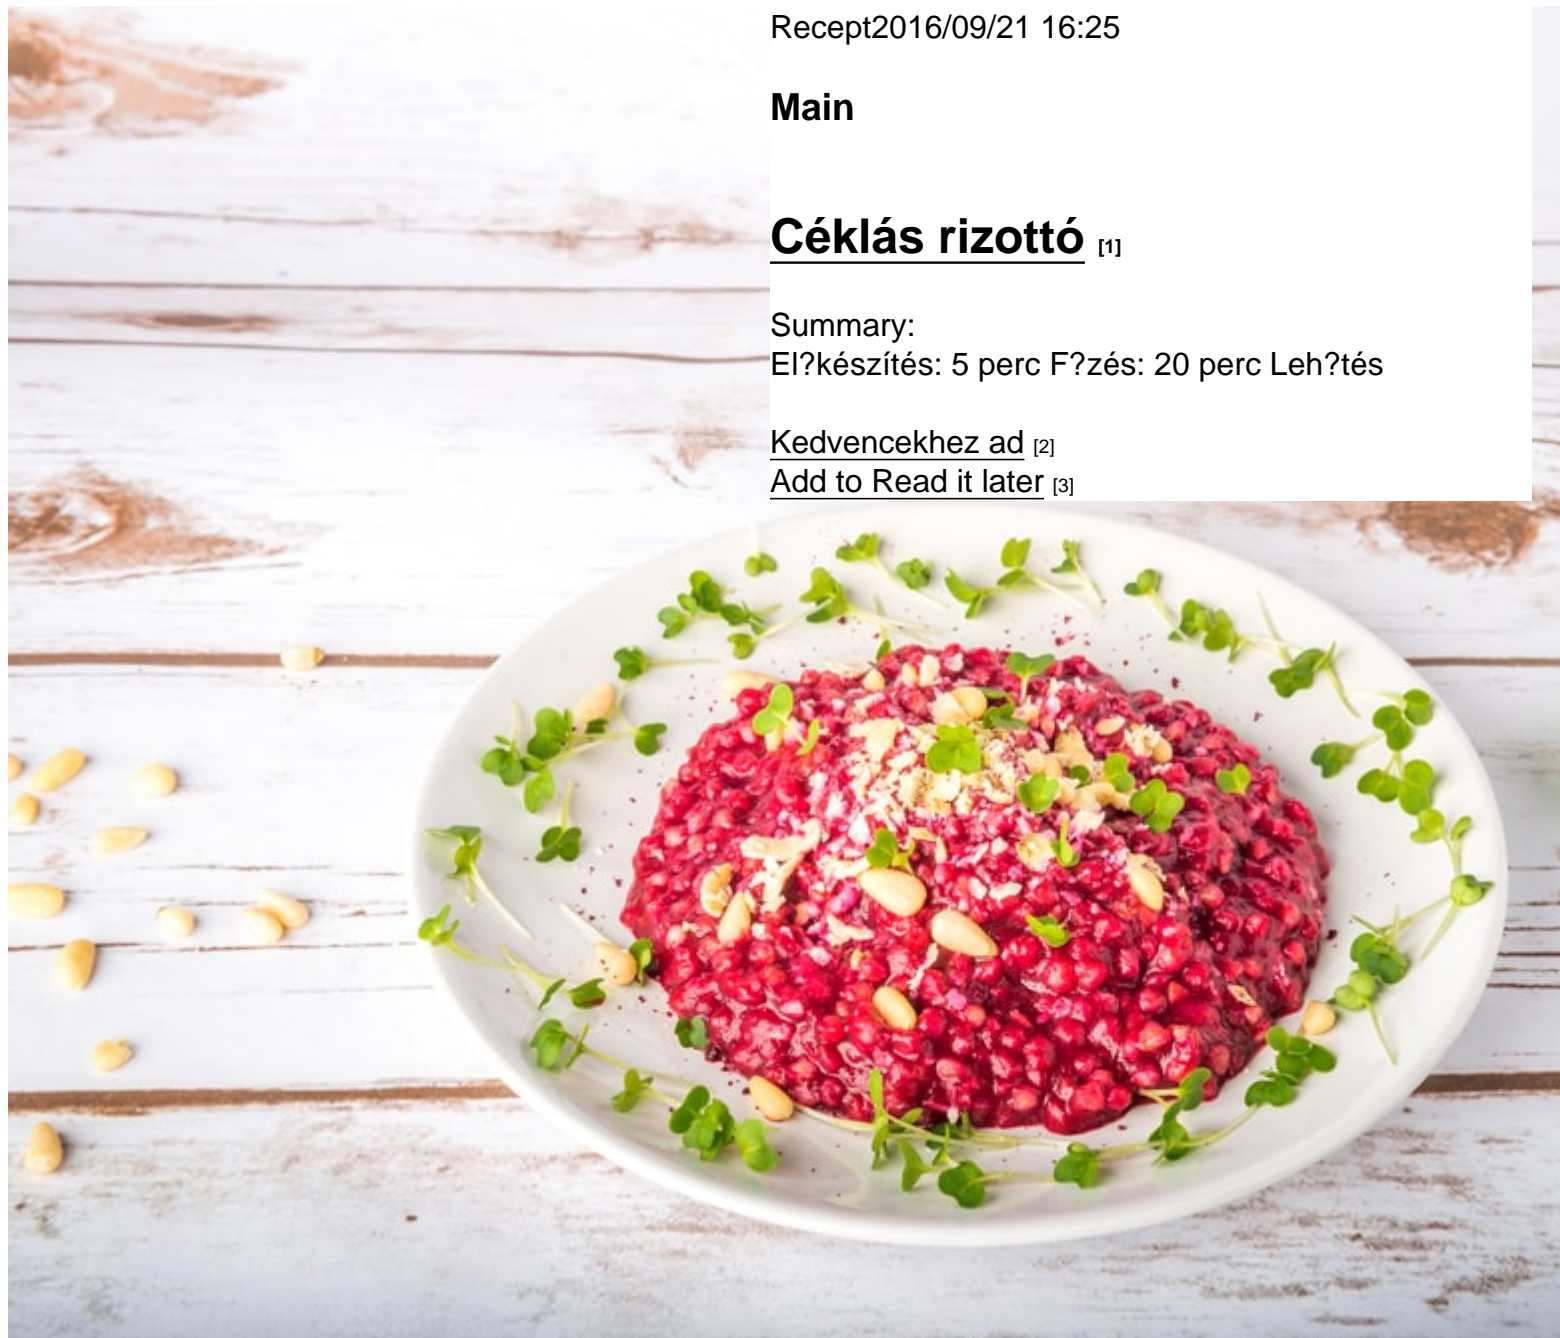 Recept2016/09/21 16:25
Main
Céklás rizottó [1]
Summary:
El?készítés: 5 perc F?zés: 20 perc Leh?tés
Kedvencekhez ad [2]
Add to Read it later [3]